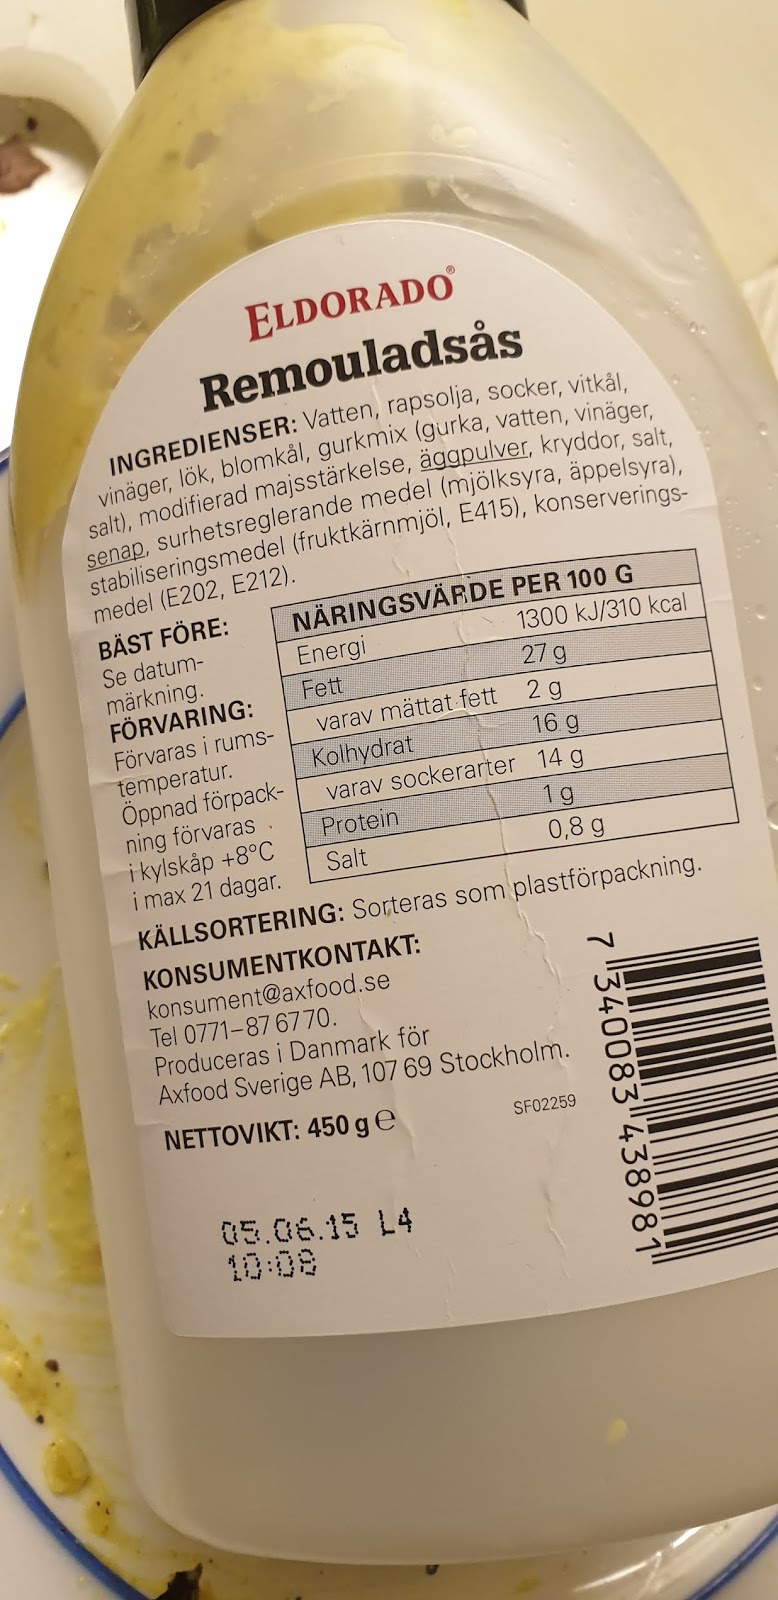 ELDORADO®
Remouladsås
INGREDIENSER: Vatten, rapsolja, socker, vitkål,
vinäger, lök, blomkål, gurkmix (gurka, vatten, vinäger,
salt), modifierad majsstärkelse, äggpulver, kryddor, salt,
senap, surhetsreglerande medel (mjölksyra, äppelsyra),
stabiliseringsmedel (fruktkärnmjöl, E415), konserverings-
medel (E202, E212).
BÄST FÖRE:
Se datum-
märkning.
FÖRVARING:
Förvaras i rums-
temperatur.
Öppnad förpack-
ning förvaras
i kylskåp +8°C
i max 21 dagar.
NÄRINGSVÄRDE PER 100 G
Energi 1300 kJ/310 kcal
Fett 27 g
varav mättat fett 2 g
Kolhydrat 16 g
varav sockerarter 14 g
Protein 1 g
Salt 0,8 g
KÄLLSORTERING: Sorteras som plastförpackning.
KONSUMENTKONTAKT:
konsument@axfood.se
Tel 0771–87 67 70.
Produceras i Danmark för
Axfood Sverige AB, 107 69 Stockholm.
NETTOVIKT: 450 g e
SF02259
7 340083 438981
05.06.15 L4
10:08